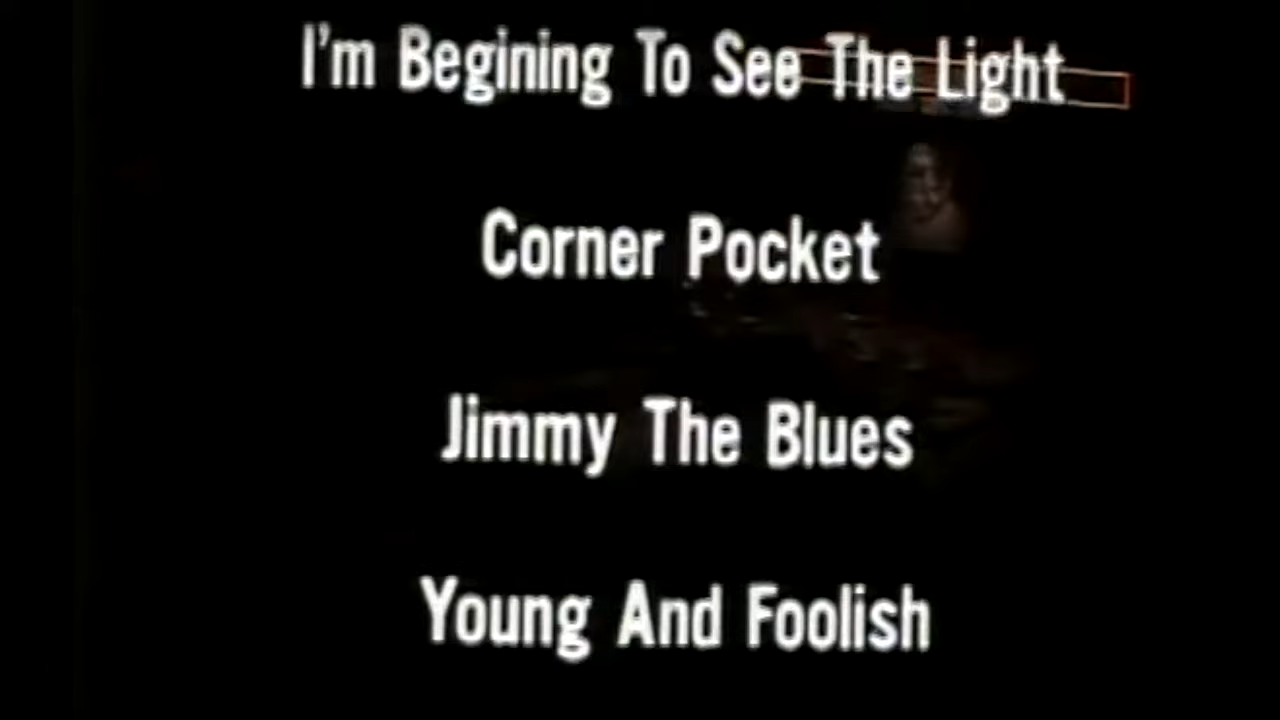 I'm Begining To See The Light
Corner Pocket
Jimmy The Blues
Young And Foolish